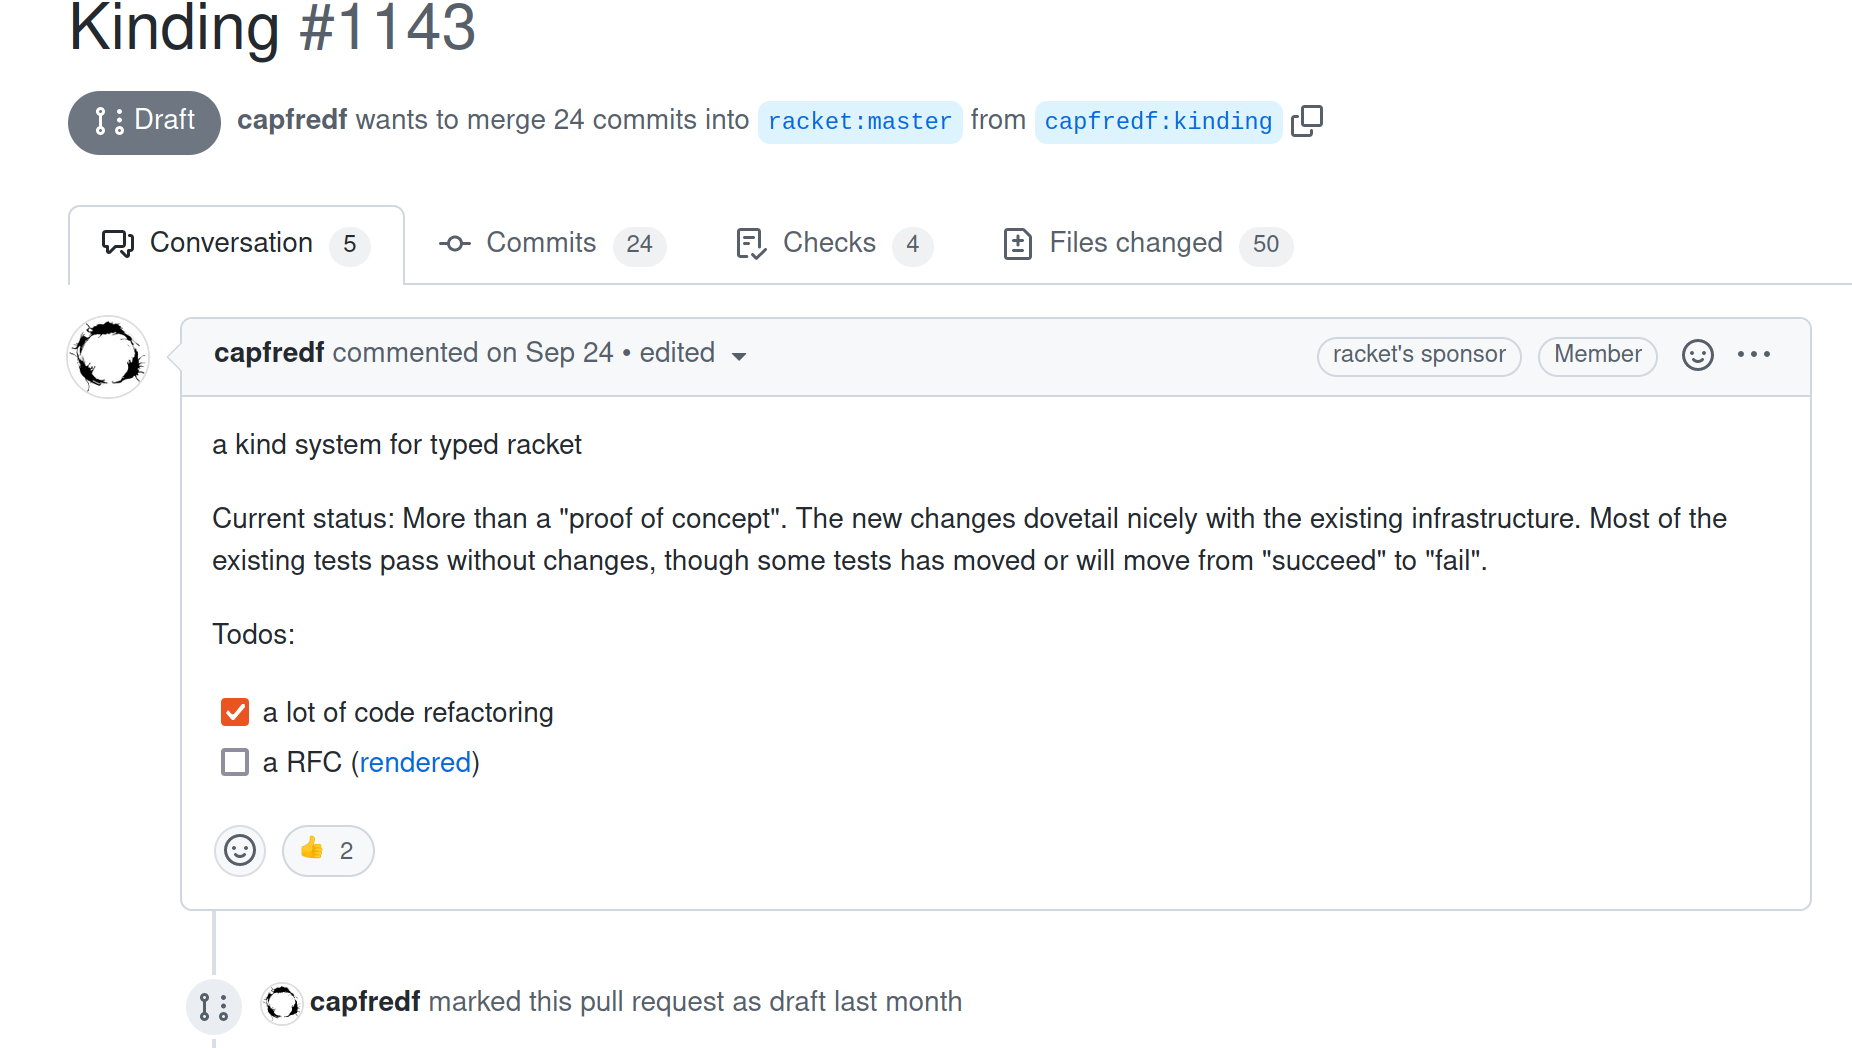 Kinding #1143
Draft capfredf wants to merge 24 commits into racket:master from capfredf:kinding
Conversation 5 Commits 24 Checks 4 Files changed 50
capfredf commented on Sep 24 • edited racket's sponsor Member
a kind system for typed racket
Current status: More than a "proof of concept". The new changes dovetail nicely with the existing infrastructure. Most of the
existing tests pass without changes, though some tests has moved or will move from "succeed" to "fail".
Todos:
a lot of code refactoring
a RFC (rendered)
👍 2
capfredf marked this pull request as draft last month